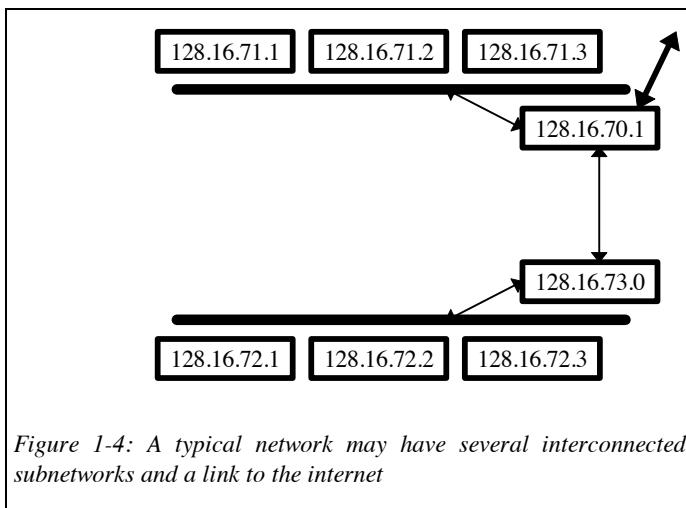 128.16.71.1 128.16.71.2 128.16.71.3
128.16.70.1
128.16.73.0
128.16.72.1 128.16.72.2 128.16.72.3
Figure 1-4: A typical network may have several interconnected
subnetworks and a link to the internet